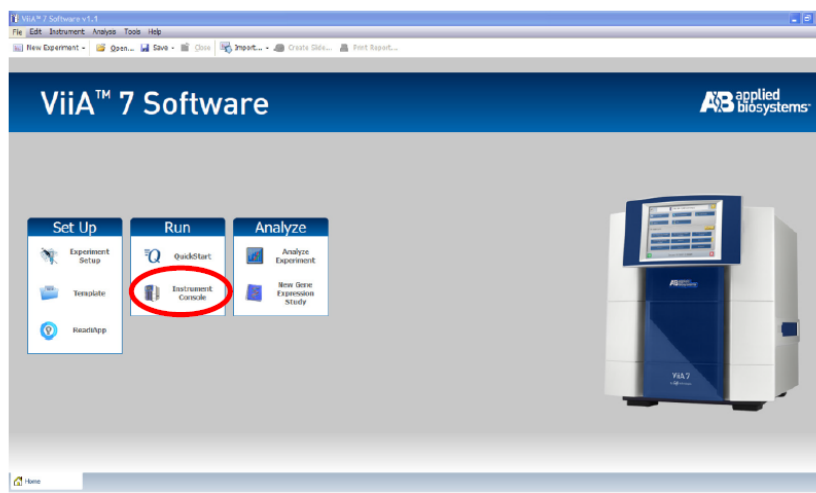 ViiA™ 7 Software v1.1
File Edit Instrument Analysis Tools Help
New Experiment Open... Save Close Import... Create Slide... Print Report...
ViiA™ 7 Software
AB applied biosystems
Set Up
Experiment
Setup
Template
ReadiApp
Run
QuickStart
Instrument
Console
Analyze
Analyze
Experiment
New Gene
Expression
Study
ViiA 7
Home